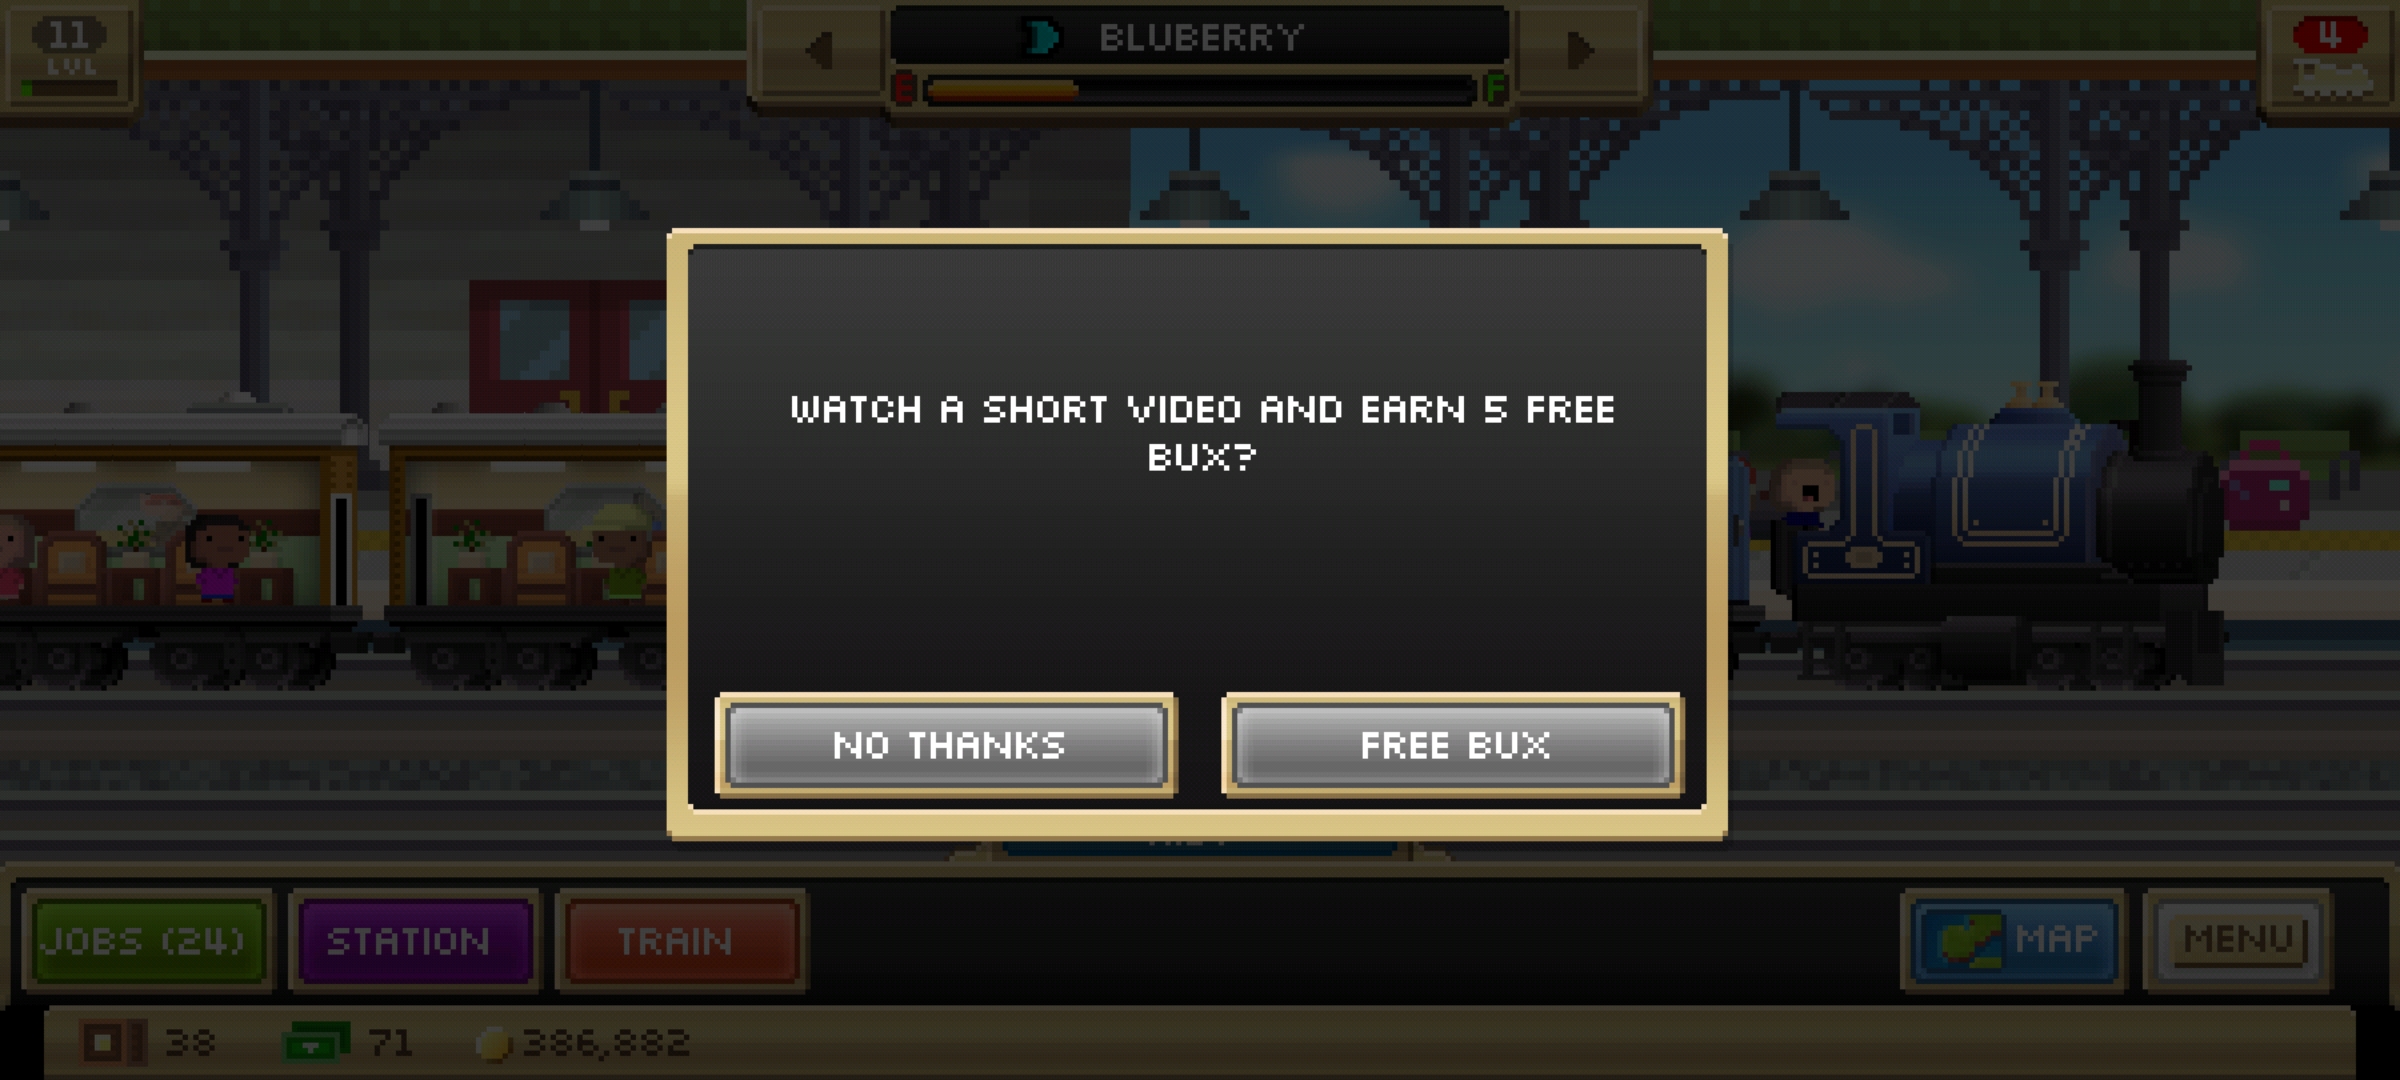 11
LVL
BLUBERRY
E
F
4
WATCH A SHORT VIDEO AND EARN 5 FREE
BUX?
NO THANKS
FREE BUX
JOBS (24)
STATION
TRAIN
MAP
MENU
38
71
386,882